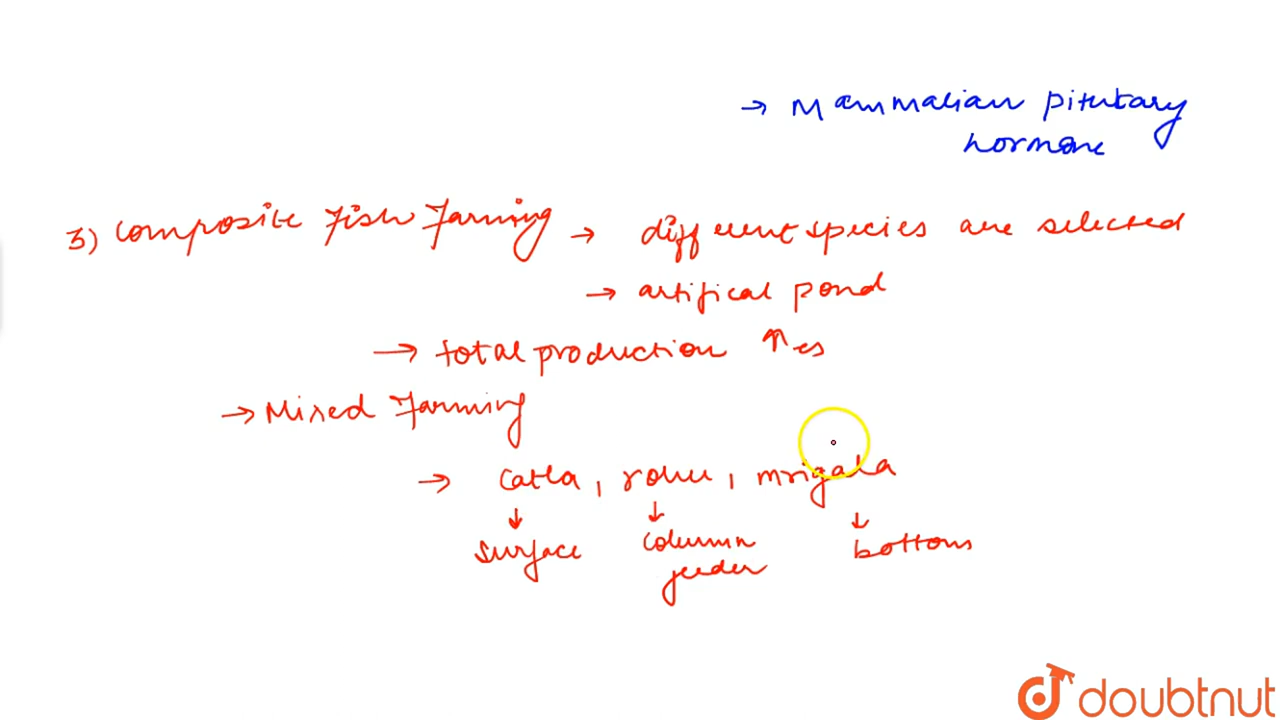 → Mammalian pitutary
hormone
3) Composite Fish Farming → different species are selected
→ artifical pond
→ total production ↑es
→ Mixed Farming
→ Catla, rohu, mrigala
↓ ↓ ↓
Surface column bottom
feeder
doubtnut